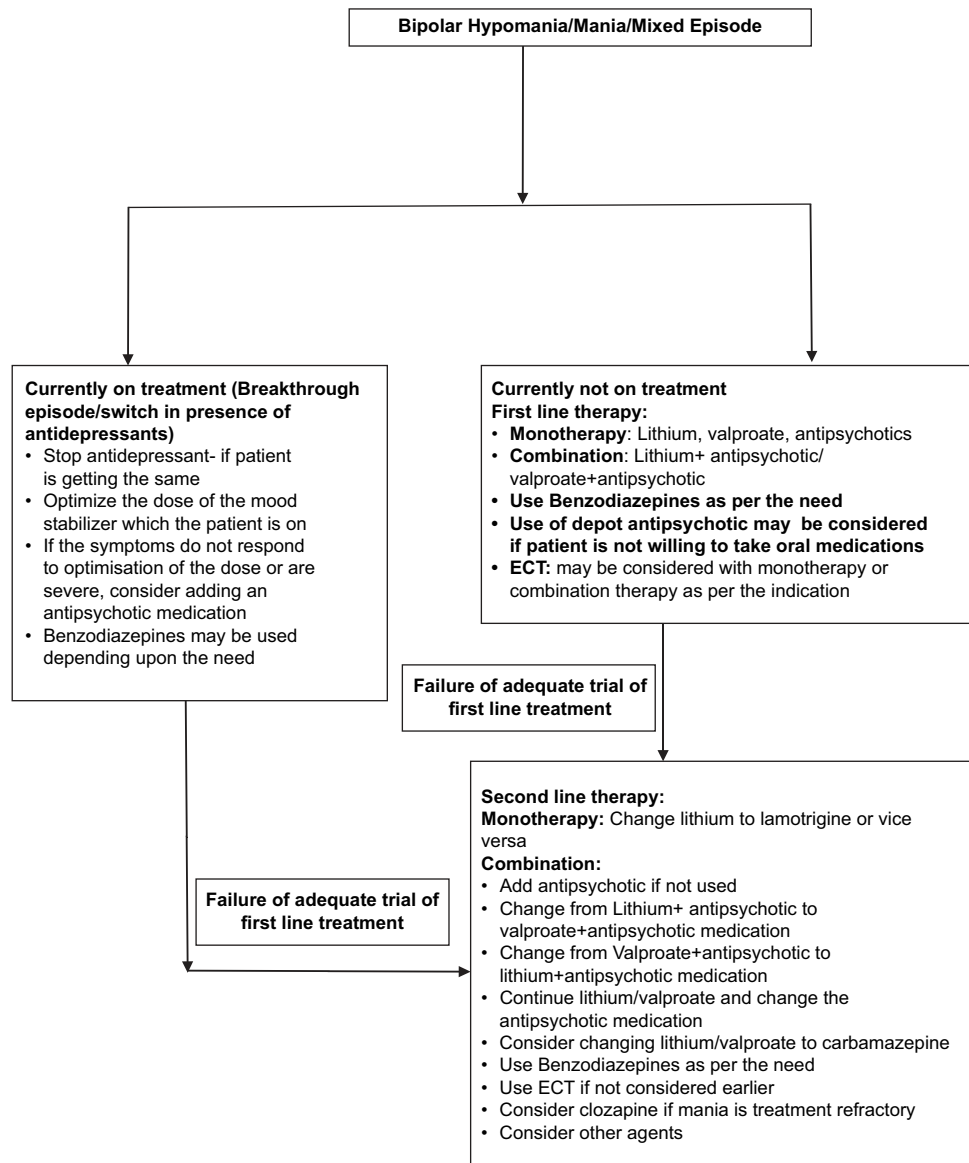 Bipolar Hypomania/Mania/Mixed Episode
Currently on treatment (Breakthrough
episode/switch in presence of
antidepressants)
• Stop antidepressant- if patient
is getting the same
• Optimize the dose of the mood
stabilizer which the patient is on
• If the symptoms do not respond
to optimisation of the dose or are
severe, consider adding an
antipsychotic medication
• Benzodiazepines may be used
depending upon the need
Currently not on treatment
First line therapy:
• Monotherapy: Lithium, valproate, antipsychotics
• Combination: Lithium+ antipsychotic/
valproate+antipsychotic
• Use Benzodiazepines as per the need
• Use of depot antipsychotic may be considered
if patient is not willing to take oral medications
• ECT: may be considered with monotherapy or
combination therapy as per the indication
Failure of adequate trial of
first line treatment
Failure of adequate trial of
first line treatment
Second line therapy:
Monotherapy: Change lithium to lamotrigine or vice
versa
Combination:
• Add antipsychotic if not used
• Change from Lithium+ antipsychotic to
valproate+antipsychotic medication
• Change from Valproate+antipsychotic to
lithium+antipsychotic medication
• Continue lithium/valproate and change the
antipsychotic medication
• Consider changing lithium/valproate to carbamazepine
• Use Benzodiazepines as per the need
• Use ECT if not considered earlier
• Consider clozapine if mania is treatment refractory
• Consider other agents